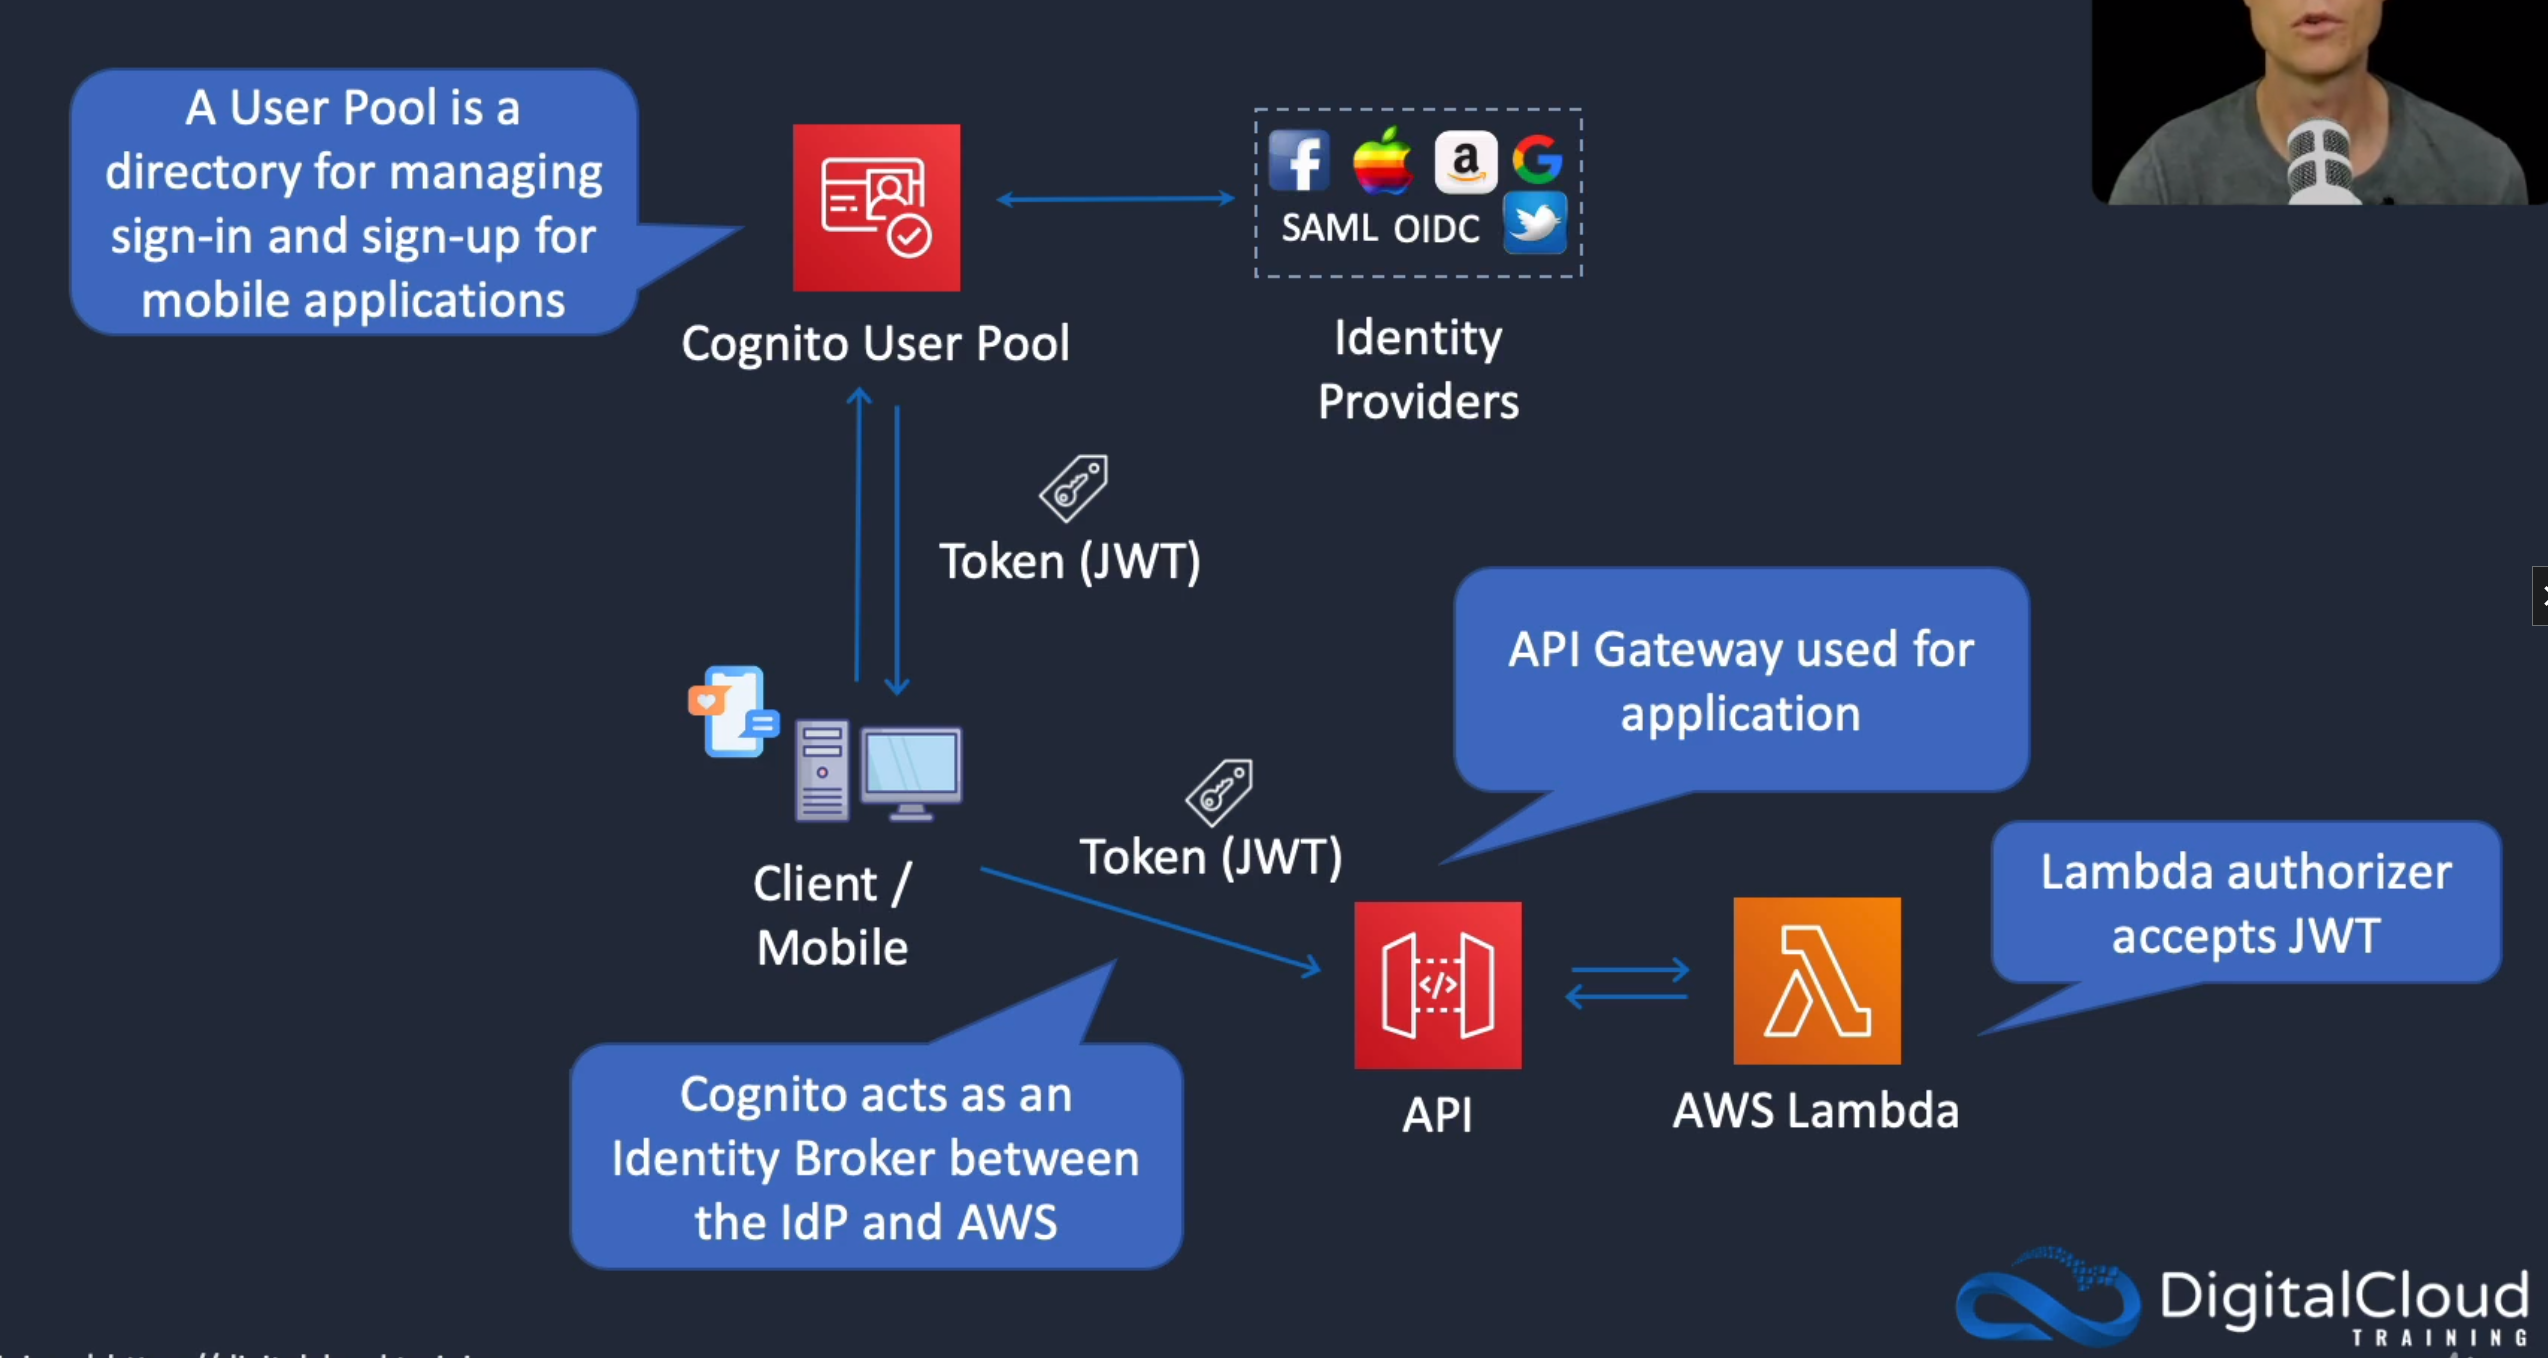 A User Pool is a
directory for managing
sign-in and sign-up for
mobile applications
Cognito User Pool
SAML OIDC
Identity
Providers
Token (JWT)
API Gateway used for
application
Client /
Mobile
Token (JWT)
Lambda authorizer
accepts JWT
</>
API
AWS Lambda
Cognito acts as an
Identity Broker between
the IdP and AWS
DigitalCloud
TRAINING